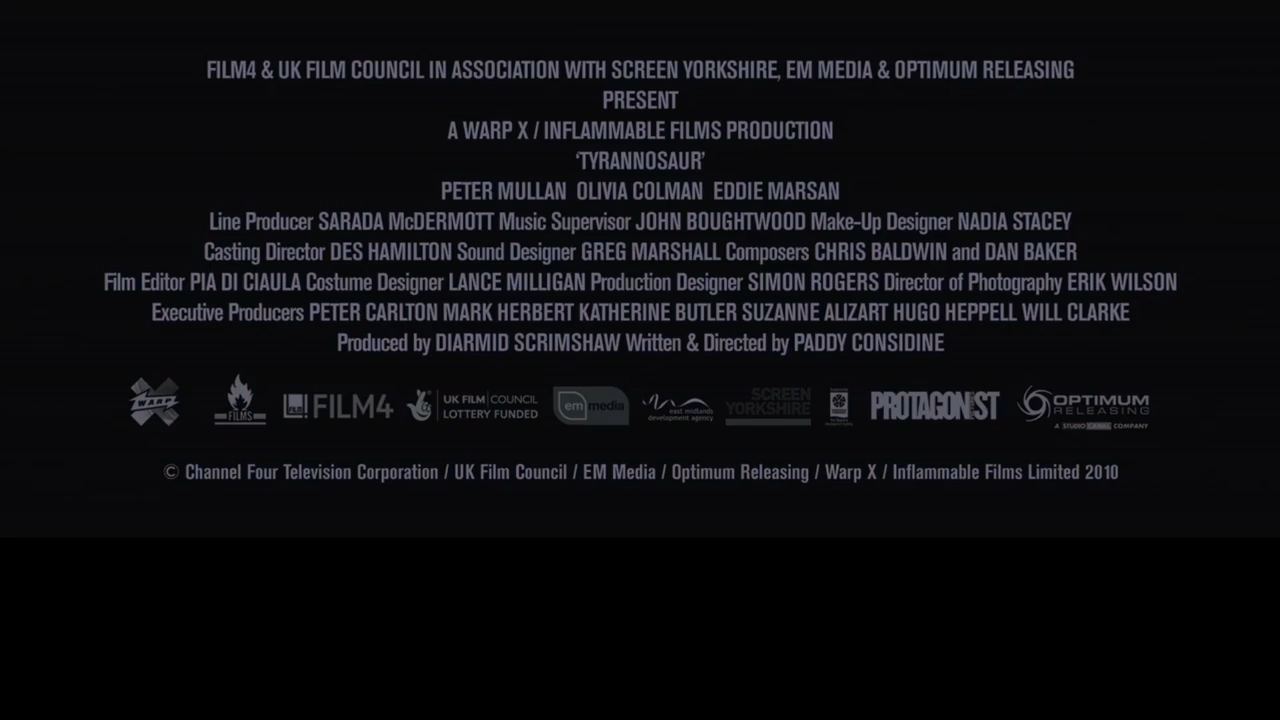 FILM4 & UK FILM COUNCIL IN ASSOCIATION WITH SCREEN YORKSHIRE, EM MEDIA & OPTIMUM RELEASING
PRESENT
A WARP X / INFLAMMABLE FILMS PRODUCTION
‘TYRANNOSAUR’
PETER MULLAN OLIVIA COLMAN EDDIE MARSAN
Line Producer SARADA McDERMOTT Music Supervisor JOHN BOUGHTWOOD Make-Up Designer NADIA STACEY
Casting Director DES HAMILTON Sound Designer GREG MARSHALL Composers CHRIS BALDWIN and DAN BAKER
Film Editor PIA DI CIAULA Costume Designer LANCE MILLIGAN Production Designer SIMON ROGERS Director of Photography ERIK WILSON
Executive Producers PETER CARLTON MARK HERBERT KATHERINE BUTLER SUZANNE ALIZART HUGO HEPPELL WILL CLARKE
Produced by DIARMID SCRIMSHAW Written & Directed by PADDY CONSIDINE
WARP FILMS FILM4 UK FILM COUNCIL LOTTERY FUNDED em media east midlands development agency SCREEN YORKSHIRE PROTAGONIST OPTIMUM RELEASING A STUDIO CANAL COMPANY
© Channel Four Television Corporation / UK Film Council / EM Media / Optimum Releasing / Warp X / Inflammable Films Limited 2010